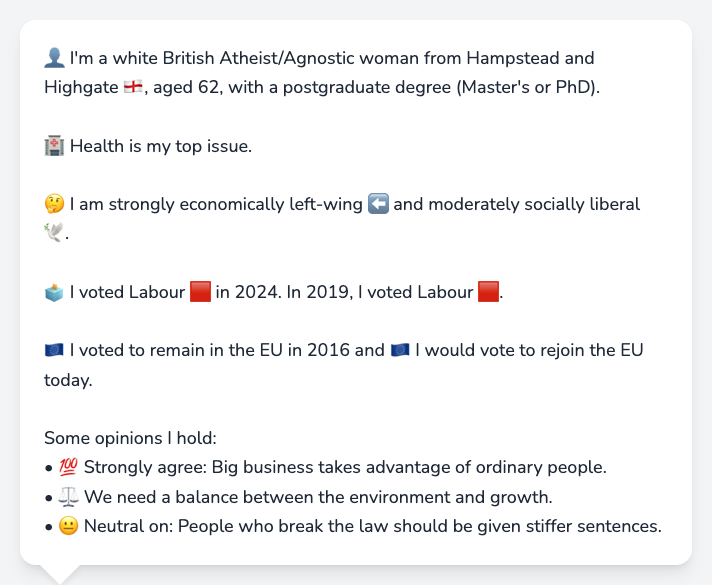 👤 I'm a white British Atheist/Agnostic woman from Hampstead and
Highgate 🏴󠁧󠁢󠁥󠁮󠁧󠁿, aged 62, with a postgraduate degree (Master's or PhD).
🏥 Health is my top issue.
🤔 I am strongly economically left-wing ⬅️ and moderately socially liberal
🕊️.
🗳️ I voted Labour 🟥 in 2024. In 2019, I voted Labour 🟥.
🇪🇺 I voted to remain in the EU in 2016 and 🇪🇺 I would vote to rejoin the EU
today.
Some opinions I hold:
• 💯 Strongly agree: Big business takes advantage of ordinary people.
• ⚖️ We need a balance between the environment and growth.
• 😐 Neutral on: People who break the law should be given stiffer sentences.